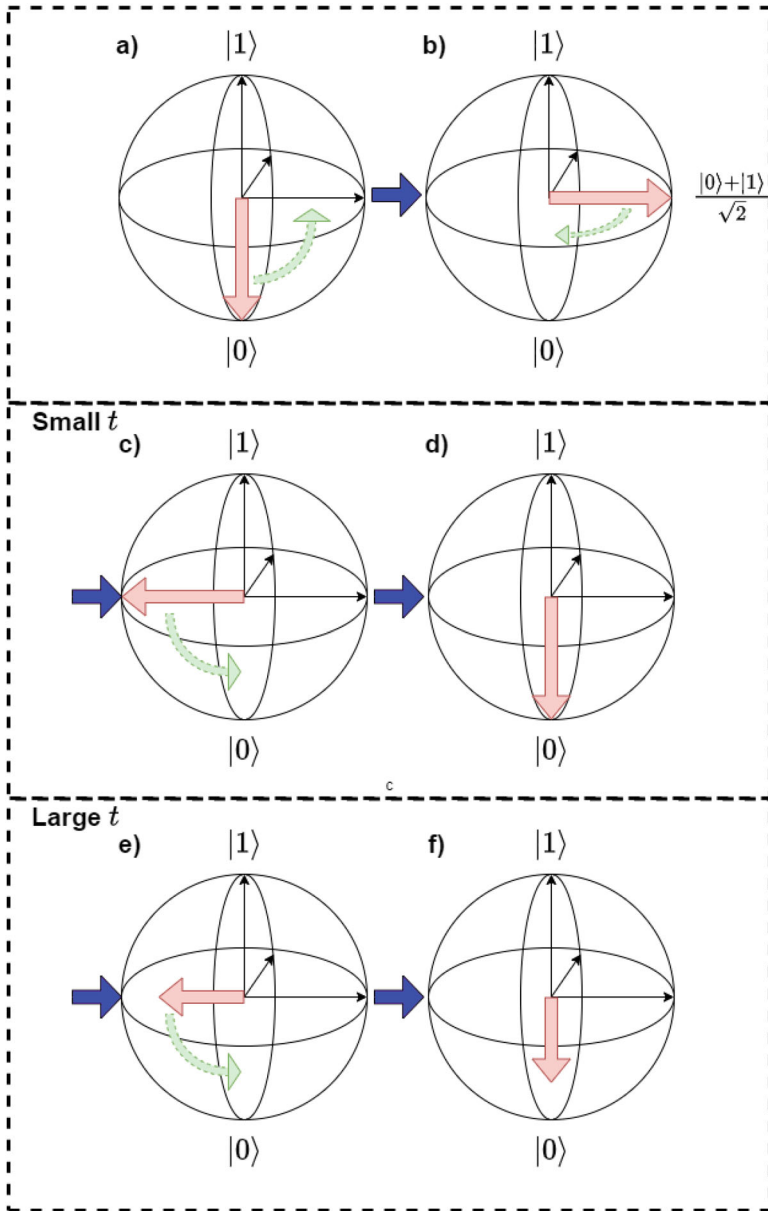 a) |1⟩ b) |1⟩
|0⟩+|1⟩
√2
|0⟩ |0⟩
Small t
c) |1⟩ d) |1⟩
|0⟩ |0⟩
c
Large t
e) |1⟩ f) |1⟩
|0⟩ |0⟩